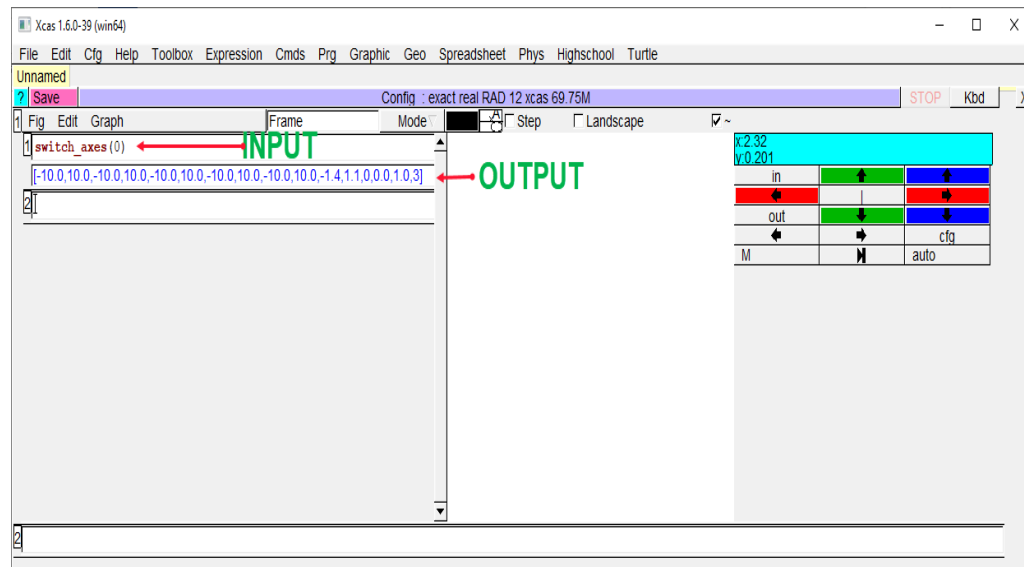 Xcas 1.6.0-39 (win64)
File Edit Cfg Help Toolbox Expression Cmds Prg Graphic Geo Spreadsheet Phys Highschool Turtle
Unnamed
? Save Config : exact real RAD 12 xcas 69.75M STOP Kbd X
1 Fig Edit Graph Frame Mode Step Landscape ~
1 switch_axes(0) INPUT
[-10.0,10.0,-10.0,10.0,-10.0,10.0,-10.0,10.0,-10.0,10.0,-1.4,1.1,0,0.0,1.0,3] OUTPUT
2
x:2.32
y:0.201
in
out
cfg
M auto
2